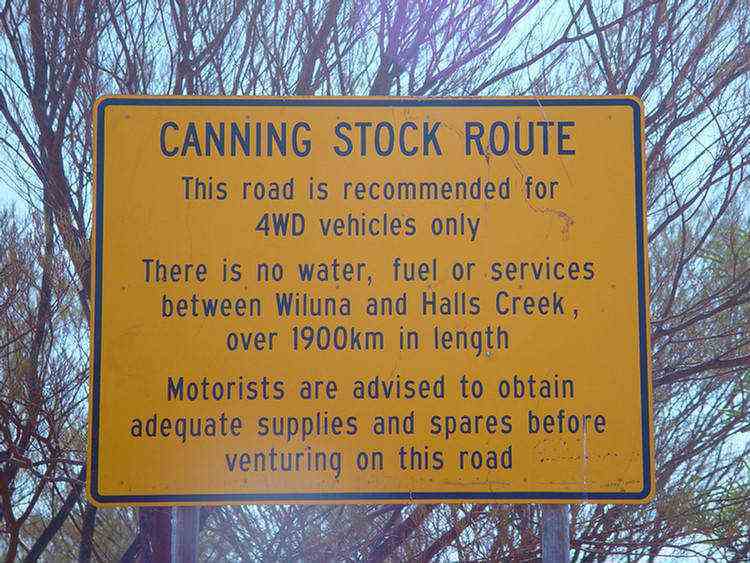 CANNING STOCK ROUTE
This road is recommended for
4WD vehicles only
There is no water, fuel or services
between Wiluna and Halls Creek,
over 1900km in length
Motorists are advised to obtain
adequate supplies and spares before
venturing on this road